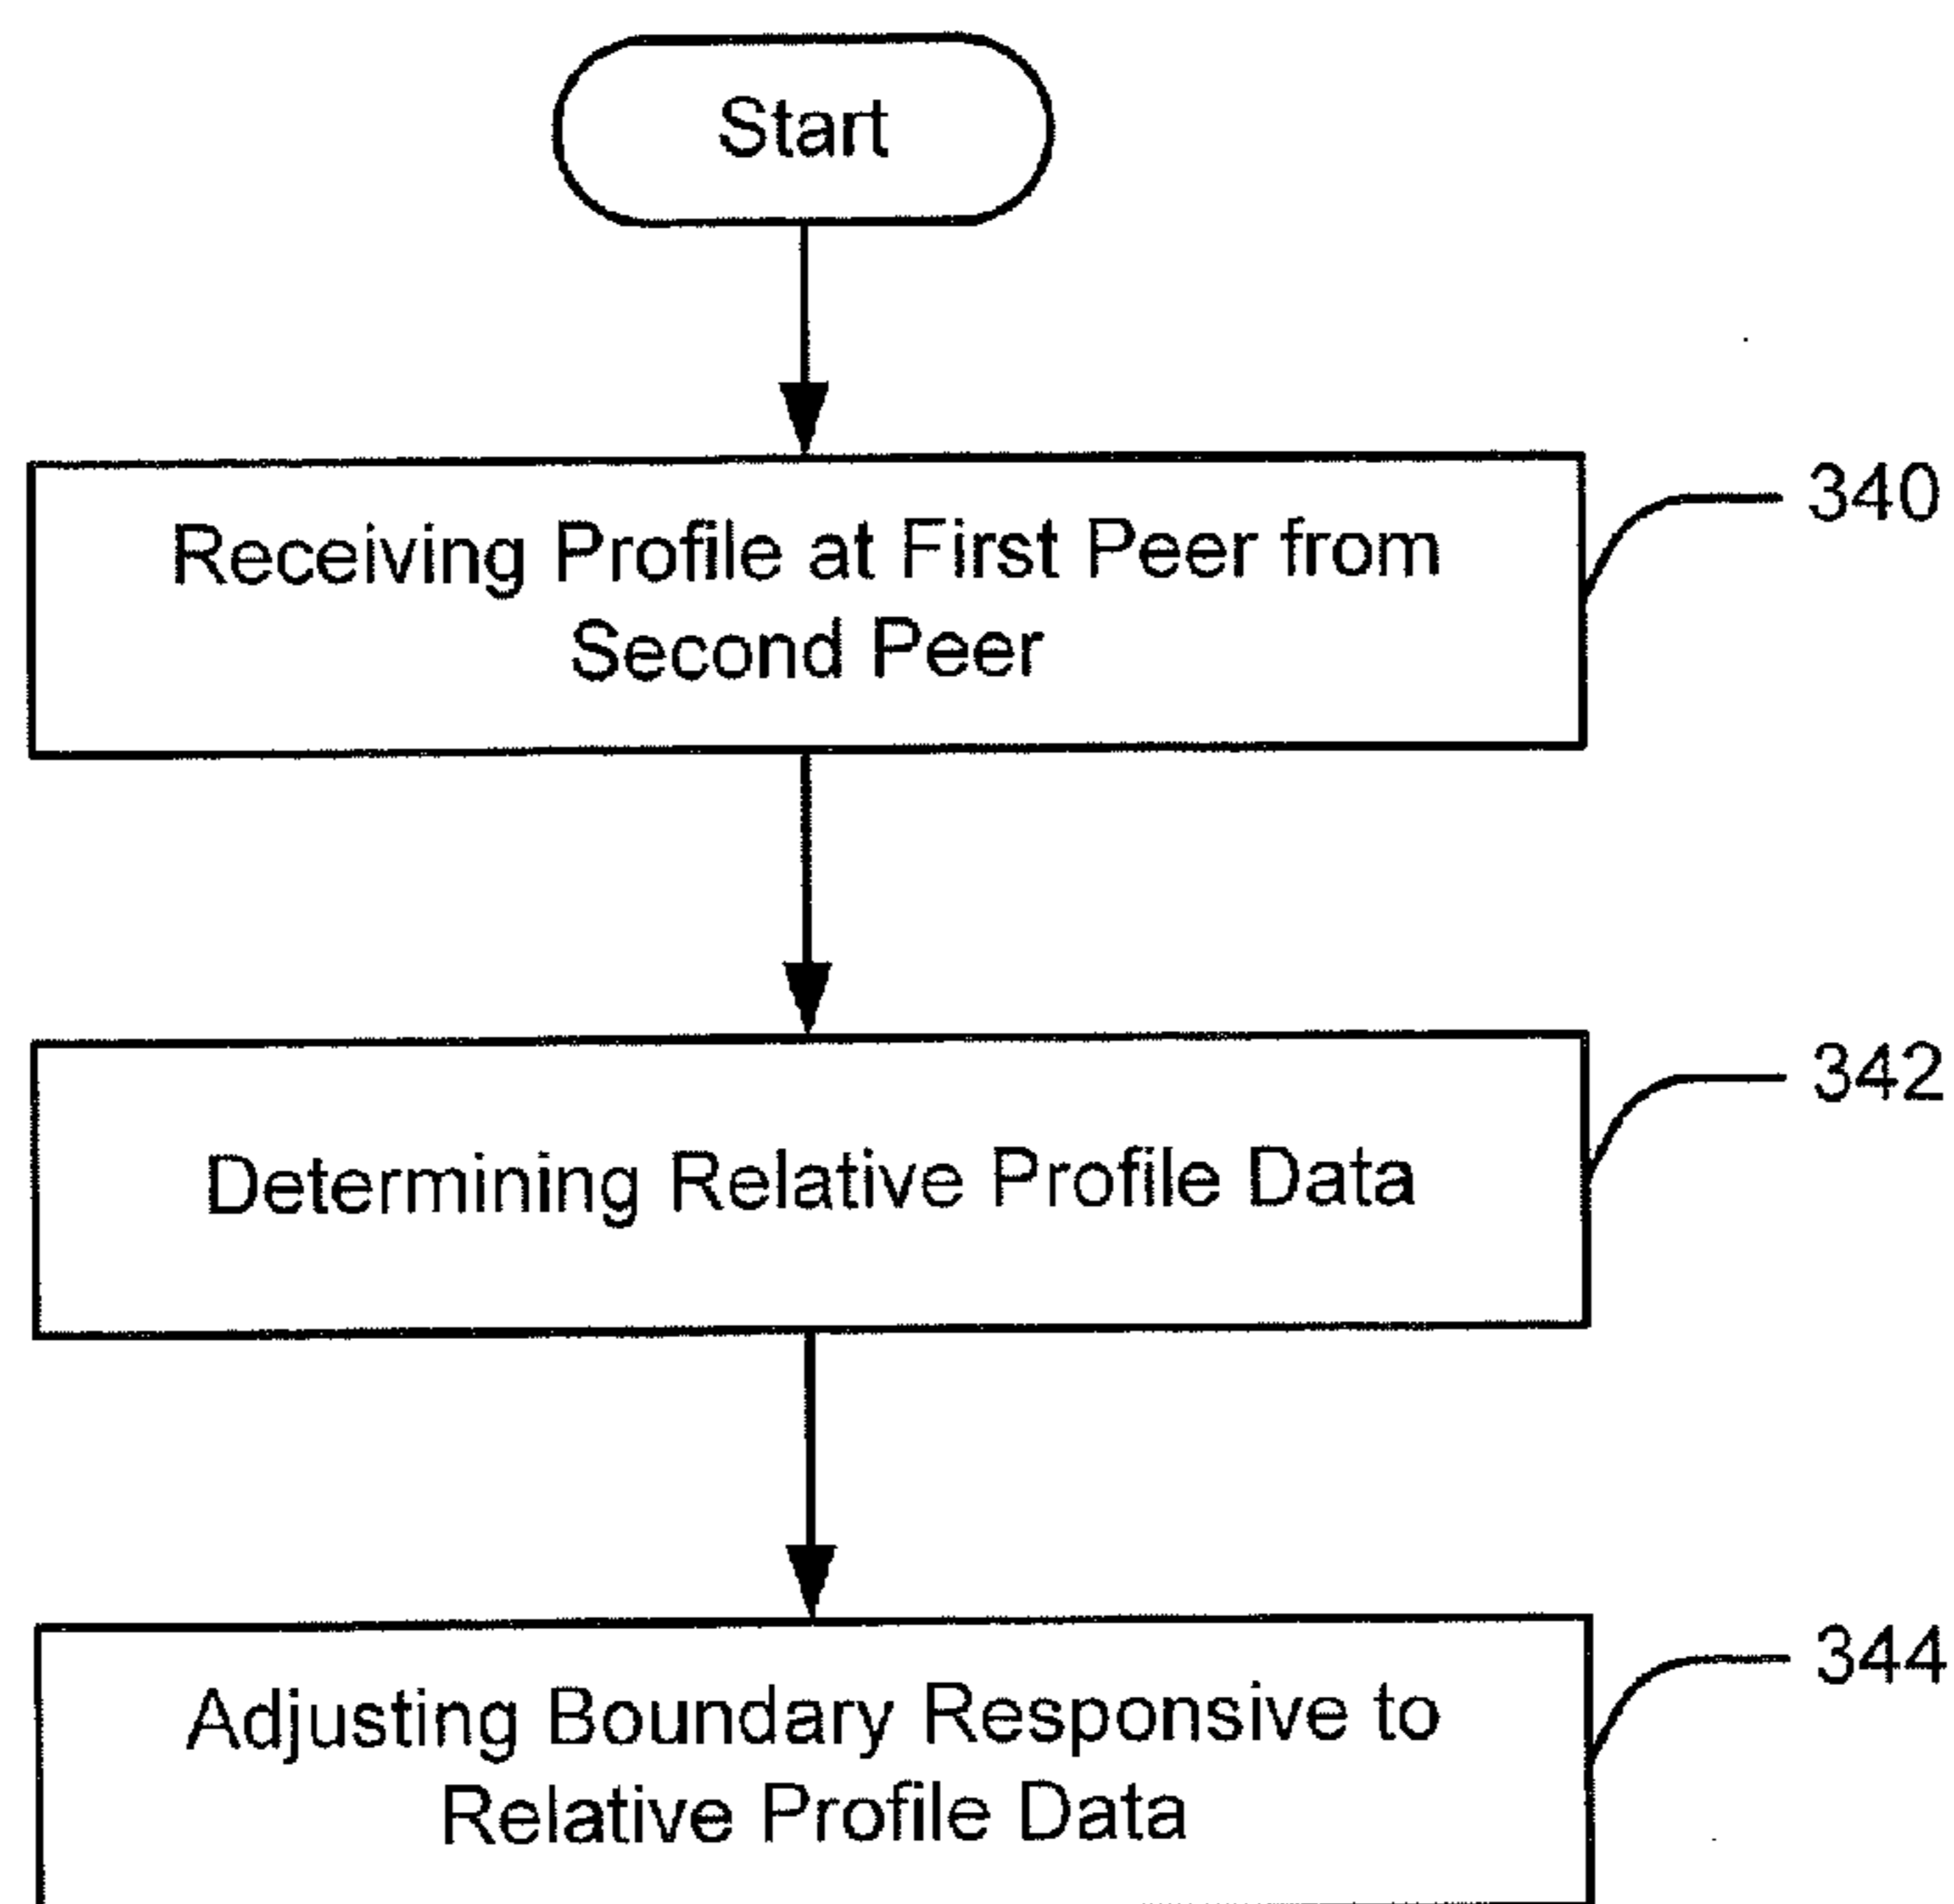 Start
Receiving Profile at First Peer from
Second Peer
340
Determining Relative Profile Data
342
Adjusting Boundary Responsive to
Relative Profile Data
344